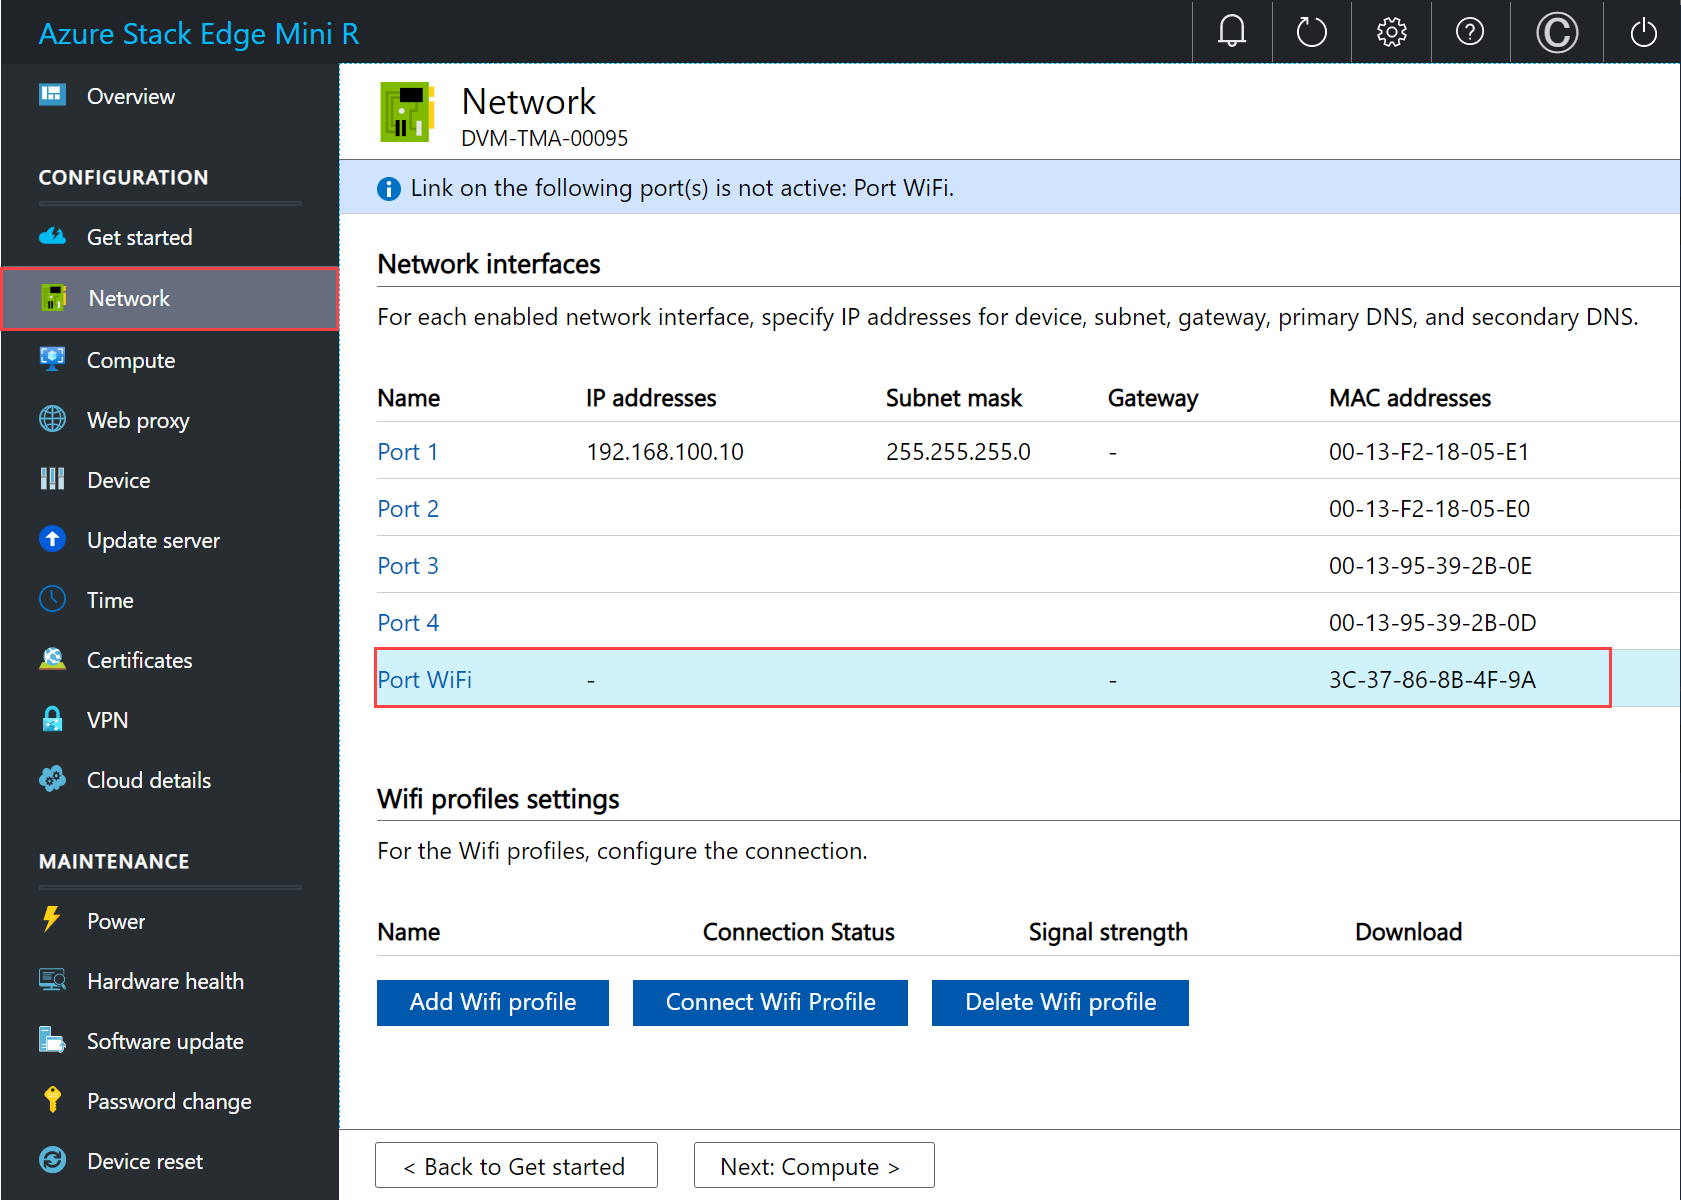 Azure Stack Edge Mini R
Overview
CONFIGURATION
Get started
Network
Compute
Web proxy
Device
Update server
Time
Certificates
VPN
Cloud details
MAINTENANCE
Power
Hardware health
Software update
Password change
Device reset
Network
DVM-TMA-00095
Link on the following port(s) is not active: Port WiFi.
Network interfaces
For each enabled network interface, specify IP addresses for device, subnet, gateway, primary DNS, and secondary DNS.
Name IP addresses Subnet mask Gateway MAC addresses
Port 1 192.168.100.10 255.255.255.0 - 00-13-F2-18-05-E1
Port 2 00-13-F2-18-05-E0
Port 3 00-13-95-39-2B-0E
Port 4 00-13-95-39-2B-0D
Port WiFi - - 3C-37-86-8B-4F-9A
Wifi profiles settings
For the Wifi profiles, configure the connection.
Name Connection Status Signal strength Download
Add Wifi profile Connect Wifi Profile Delete Wifi profile
< Back to Get started Next: Compute >